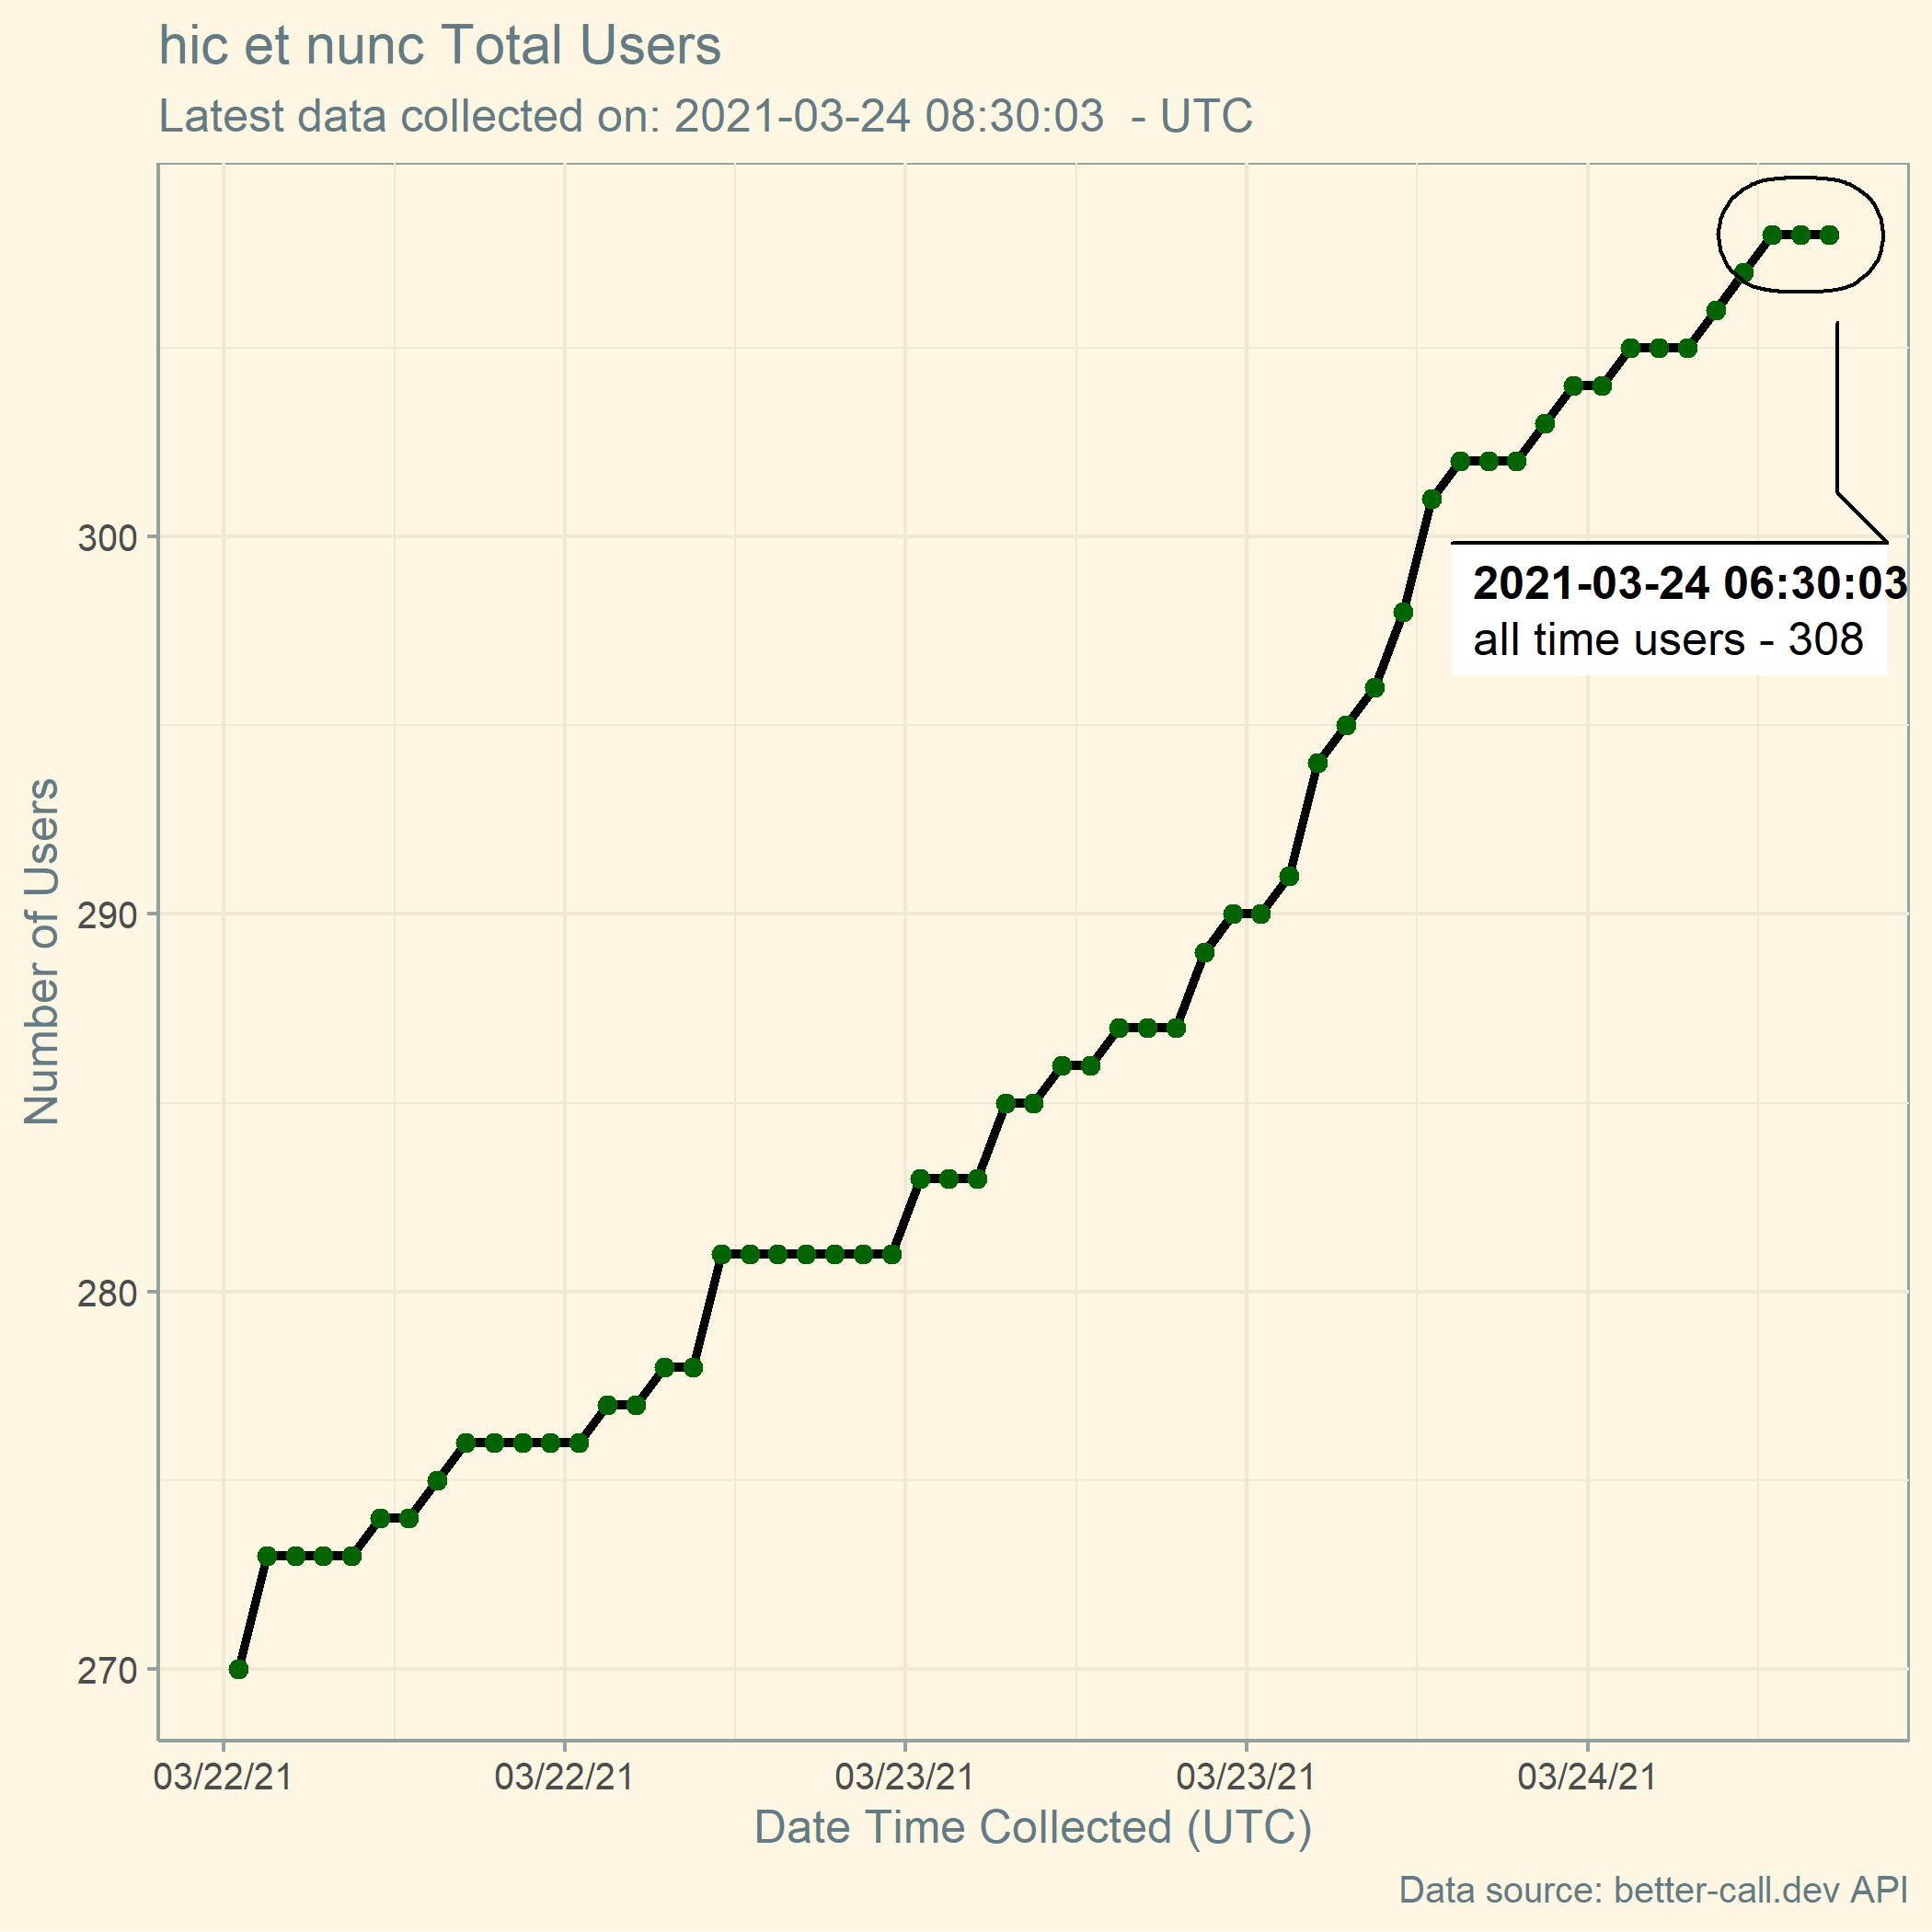 hic et nunc Total Users
Latest data collected on: 2021-03-24 08:30:03  - UTC
300
290
280
270
Number of Users
2021-03-24 06:30:03
all time users - 308
03/22/21 03/22/21 03/23/21 03/23/21 03/24/21
Date Time Collected (UTC)
Data source: better-call.dev API